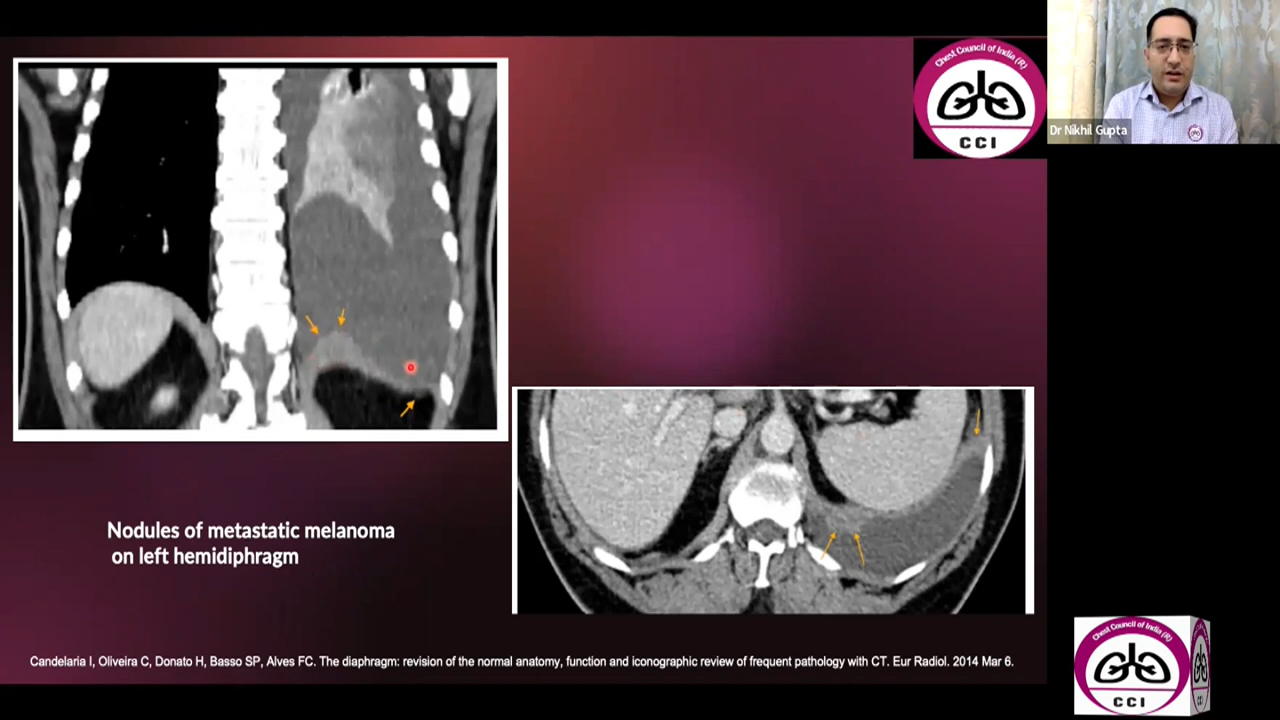 Chest Council of India (R)
CCI
Dr Nikhil Gupta
Nodules of metastatic melanoma
on left hemidiphragm
Candelaria I, Oliveira C, Donato H, Basso SP, Alves FC. The diaphragm: revision of the normal anatomy, function and iconographic review of frequent pathology with CT. Eur Radiol. 2014 Mar 6.
Chest Council of India (R)
CCI